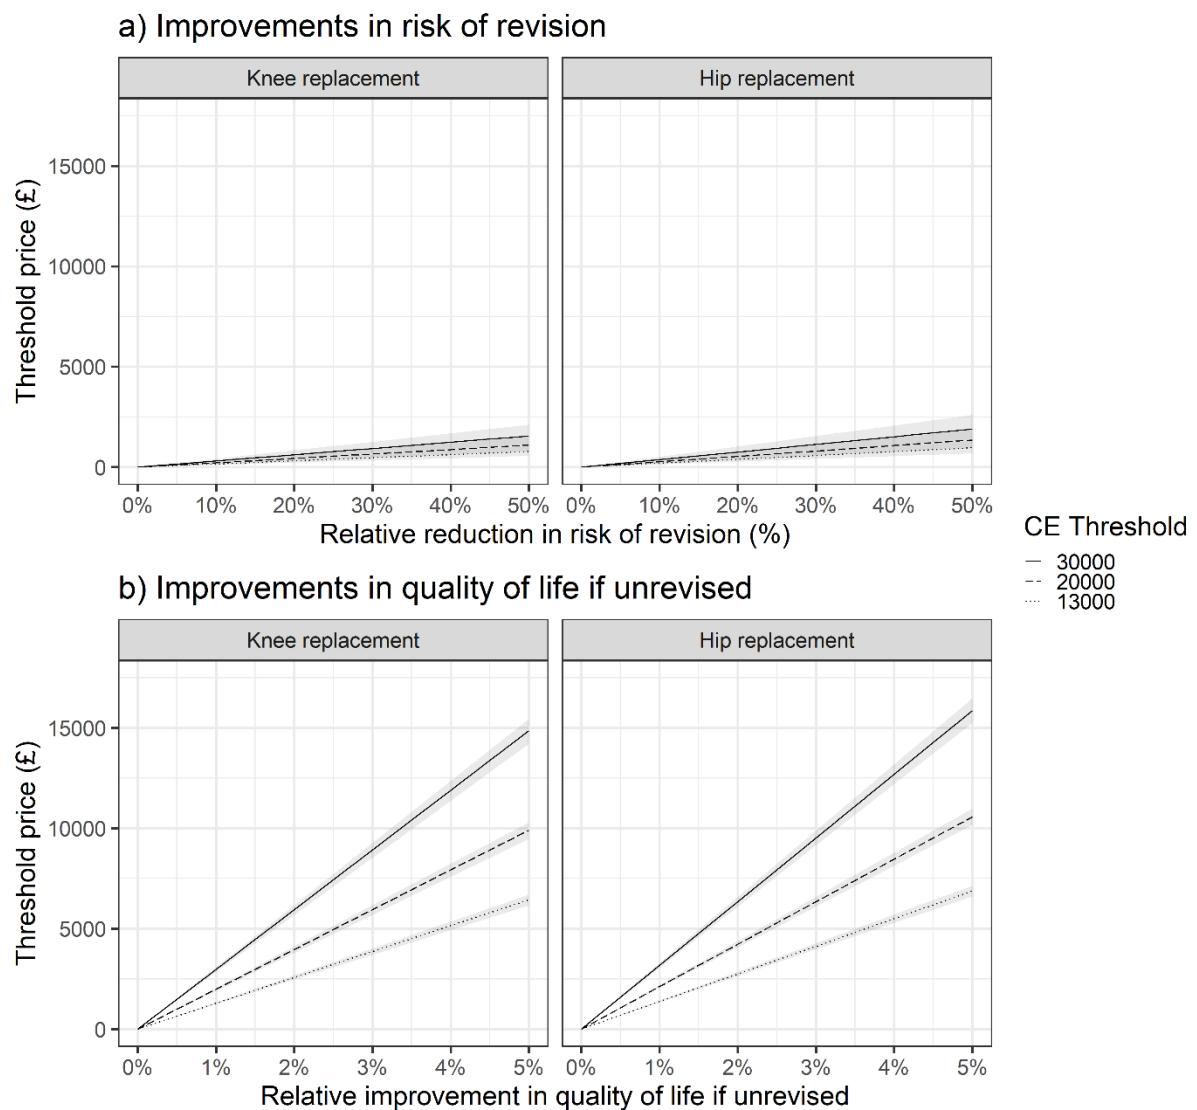 a) Improvements in risk of revision
Knee replacement
Hip replacement
Threshold price (£)
15000
10000
5000
0
0% 10% 20% 30% 40% 50%
0% 10% 20% 30% 40% 50%
Relative reduction in risk of revision (%)
CE Threshold
30000
20000
13000
b) Improvements in quality of life if unrevised
Knee replacement
Hip replacement
Threshold price (£)
15000
10000
5000
0
0% 1% 2% 3% 4% 5%
0% 1% 2% 3% 4% 5%
Relative improvement in quality of life if unrevised